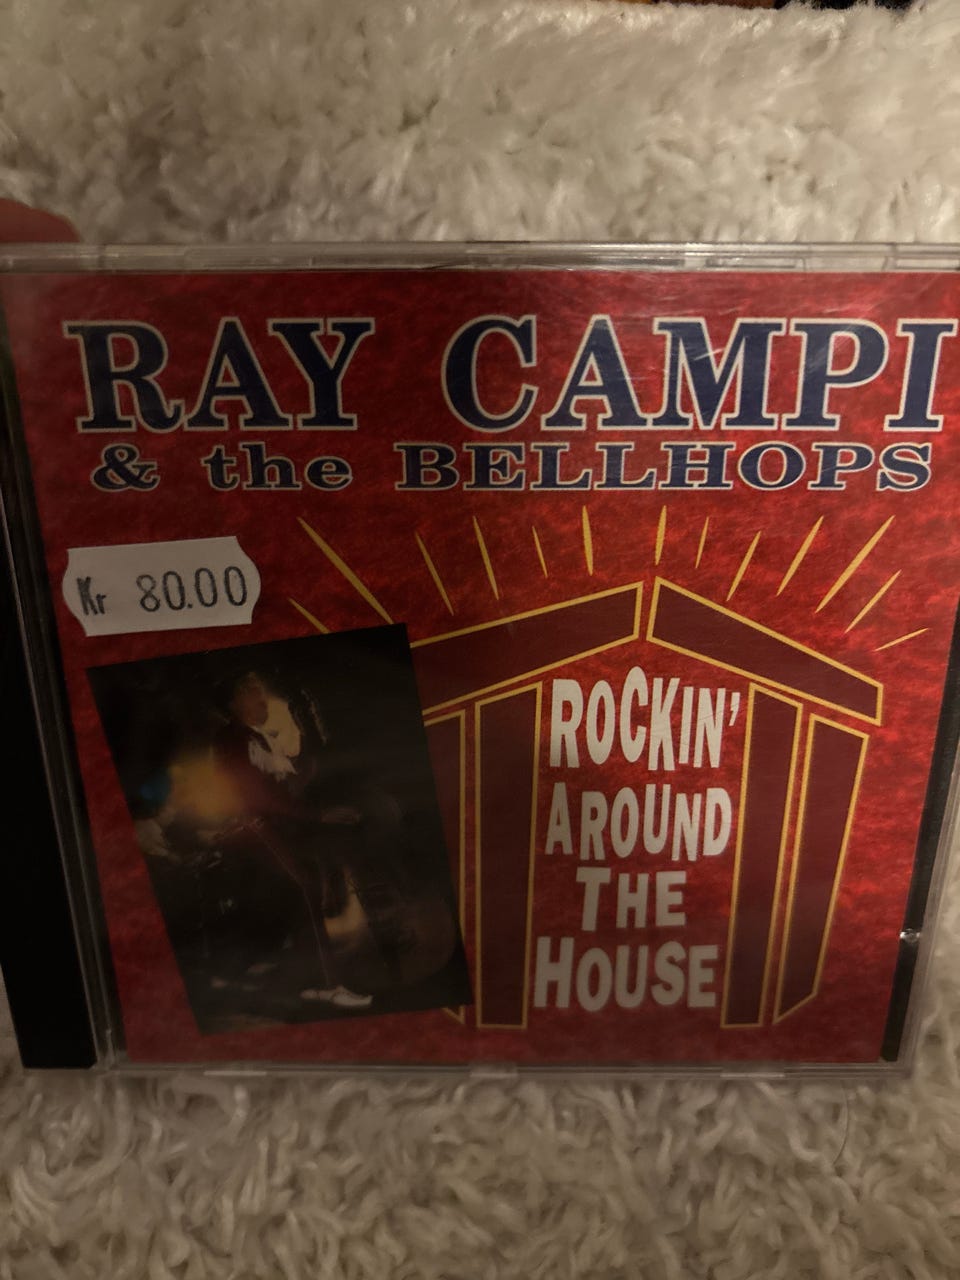 RAY CAMPI
& the BELLHOPS
Kr 80.00
ROCKIN'
AROUND
THE
HOUSE